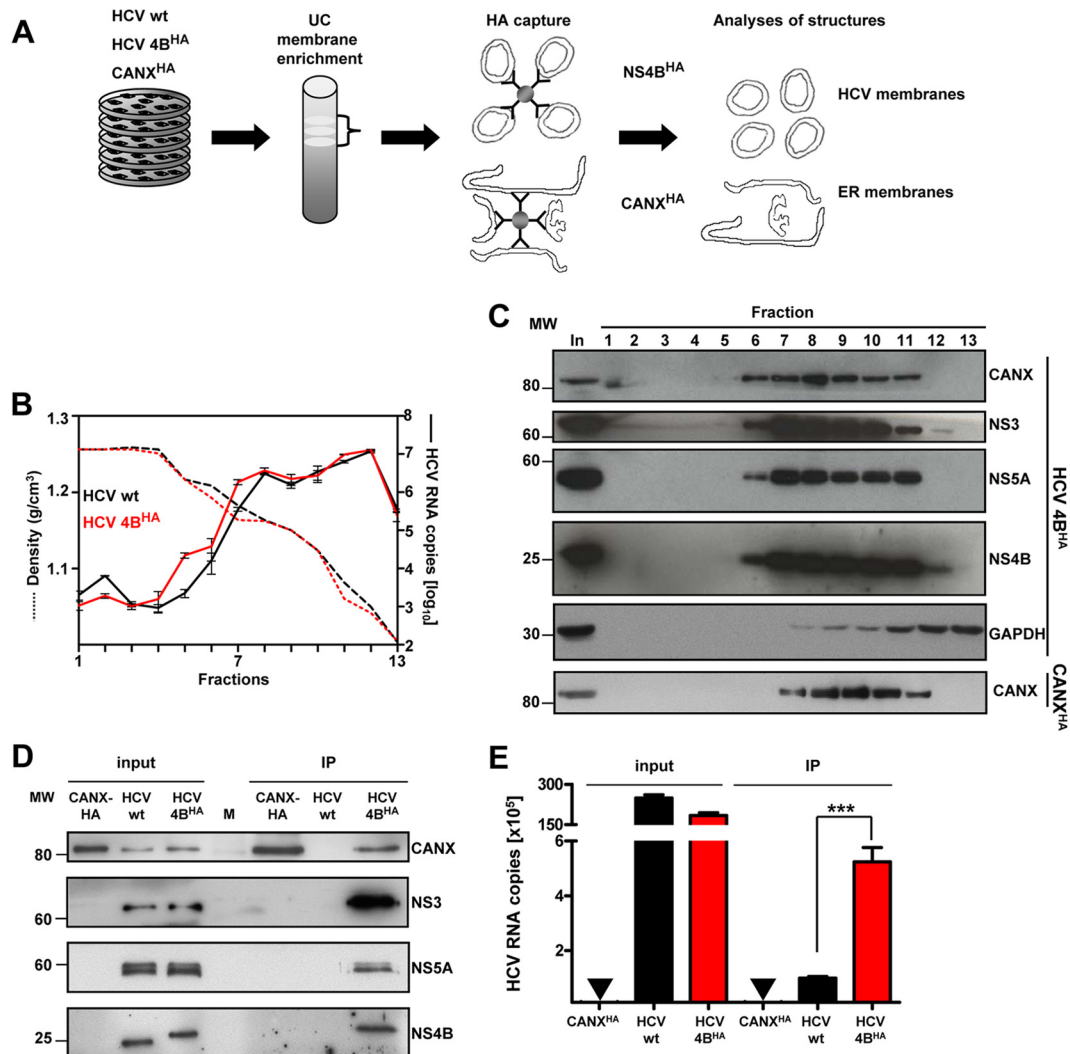 A
HCV wt
HCV 4B^HA
CANX^HA
UC
membrane
enrichment
HA capture
NS4B^HA
CANX^HA
Analyses of structures
HCV membranes
ER membranes
B
1.3
1.2
1.1
Density (g/cm³)
HCV wt
HCV 4B^HA
8
7
6
5
4
3
2
HCV RNA copies [log₁₀]
1 7 13
Fractions
C
MW
Fraction
In 1 2 3 4 5 6 7 8 9 10 11 12 13
80 CANX
60 NS3
60 NS5A
25 NS4B
30 GAPDH
80 CANX
HCV 4B^HA
CANX^HA
D
input IP
MW CANX-HA HCV wt HCV 4B^HA M CANX-HA HCV wt HCV 4B^HA
80 CANX
60 NS3
60 NS5A
25 NS4B
E
input IP
HCV RNA copies [x10⁵]
300
150
6
4
2
***
CANX^HA HCV wt HCV 4B^HA CANX^HA HCV wt HCV 4B^HA